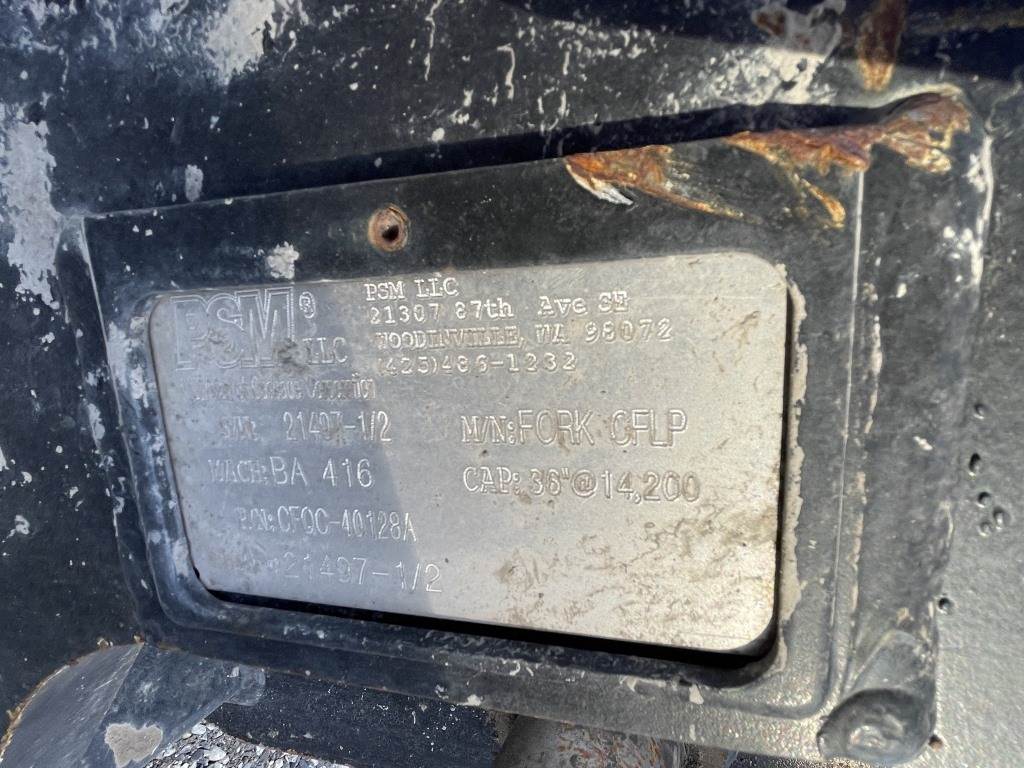 PSM® LLC
PSM LLC
21307 87th Ave SE
WOODINVILLE, WA 98072
(425)486-1232
S/N: 21497-1/2
M/N: FORK CFLP
MACH: BA 416
CAP: 36"@14,200
P/N: CFQC-40128A
21497-1/2